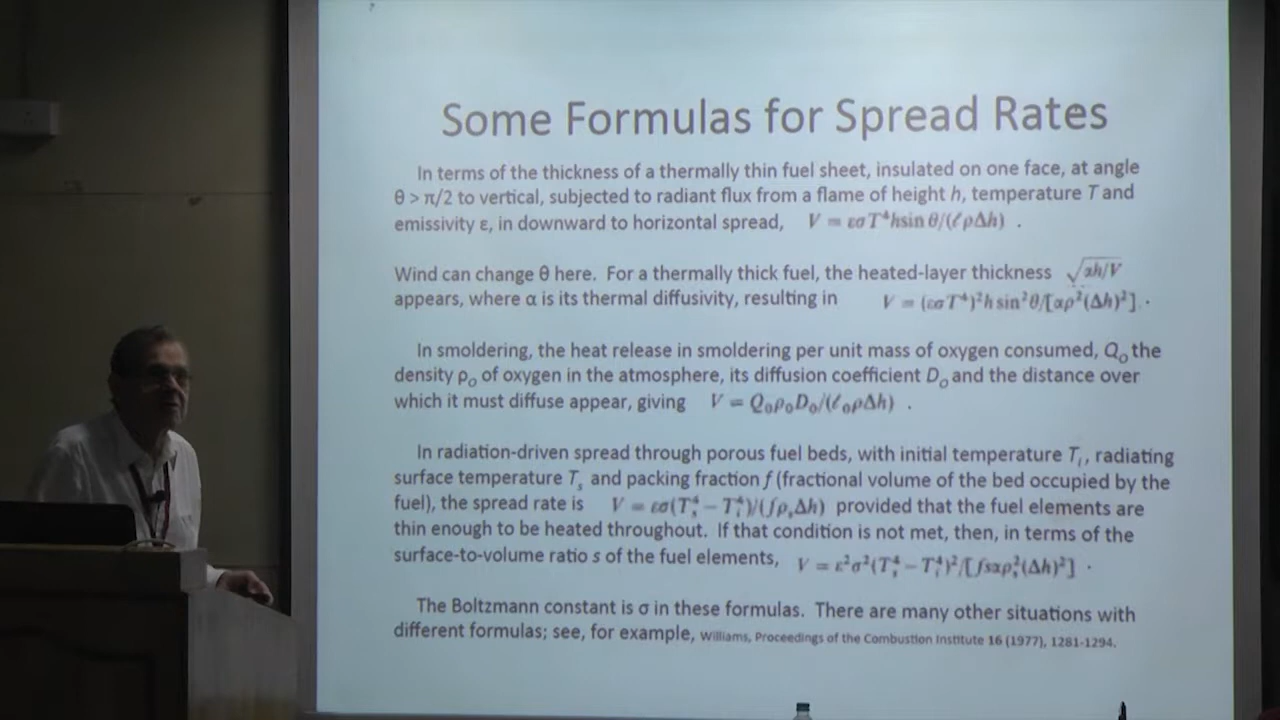 Some Formulas for Spread Rates
In terms of the thickness of a thermally thin fuel sheet, insulated on one face, at angle
θ > π/2 to vertical, subjected to radiant flux from a flame of height h, temperature T and
emissivity ε, in downward to horizontal spread, V = εσT⁴hsin θ/(ℓρΔh) .
Wind can change θ here. For a thermally thick fuel, the heated-layer thickness √αh/V
appears, where α is its thermal diffusivity, resulting in V = (εσT⁴)²h sin²θ/[αρ²(Δh)²] .
In smoldering, the heat release in smoldering per unit mass of oxygen consumed, Qₒ the
density ρₒ of oxygen in the atmosphere, its diffusion coefficient Dₒ and the distance over
which it must diffuse appear, giving V = Q₀ρ₀D₀/(ℓ₀ρΔh) .
In radiation-driven spread through porous fuel beds, with initial temperature Tᵢ, radiating
surface temperature Tₛ and packing fraction f (fractional volume of the bed occupied by the
fuel), the spread rate is V = εσ(Tₛ⁴ − Tᵢ⁴)/(fρₛΔh) provided that the fuel elements are
thin enough to be heated throughout. If that condition is not met, then, in terms of the
surface-to-volume ratio s of the fuel elements, V = ε²σ²(Tₛ⁴ − Tᵢ⁴)²/[fsαρₛ²(Δh)²] .
The Boltzmann constant is σ in these formulas. There are many other situations with
different formulas; see, for example, Williams, Proceedings of the Combustion Institute 16 (1977), 1281-1294.